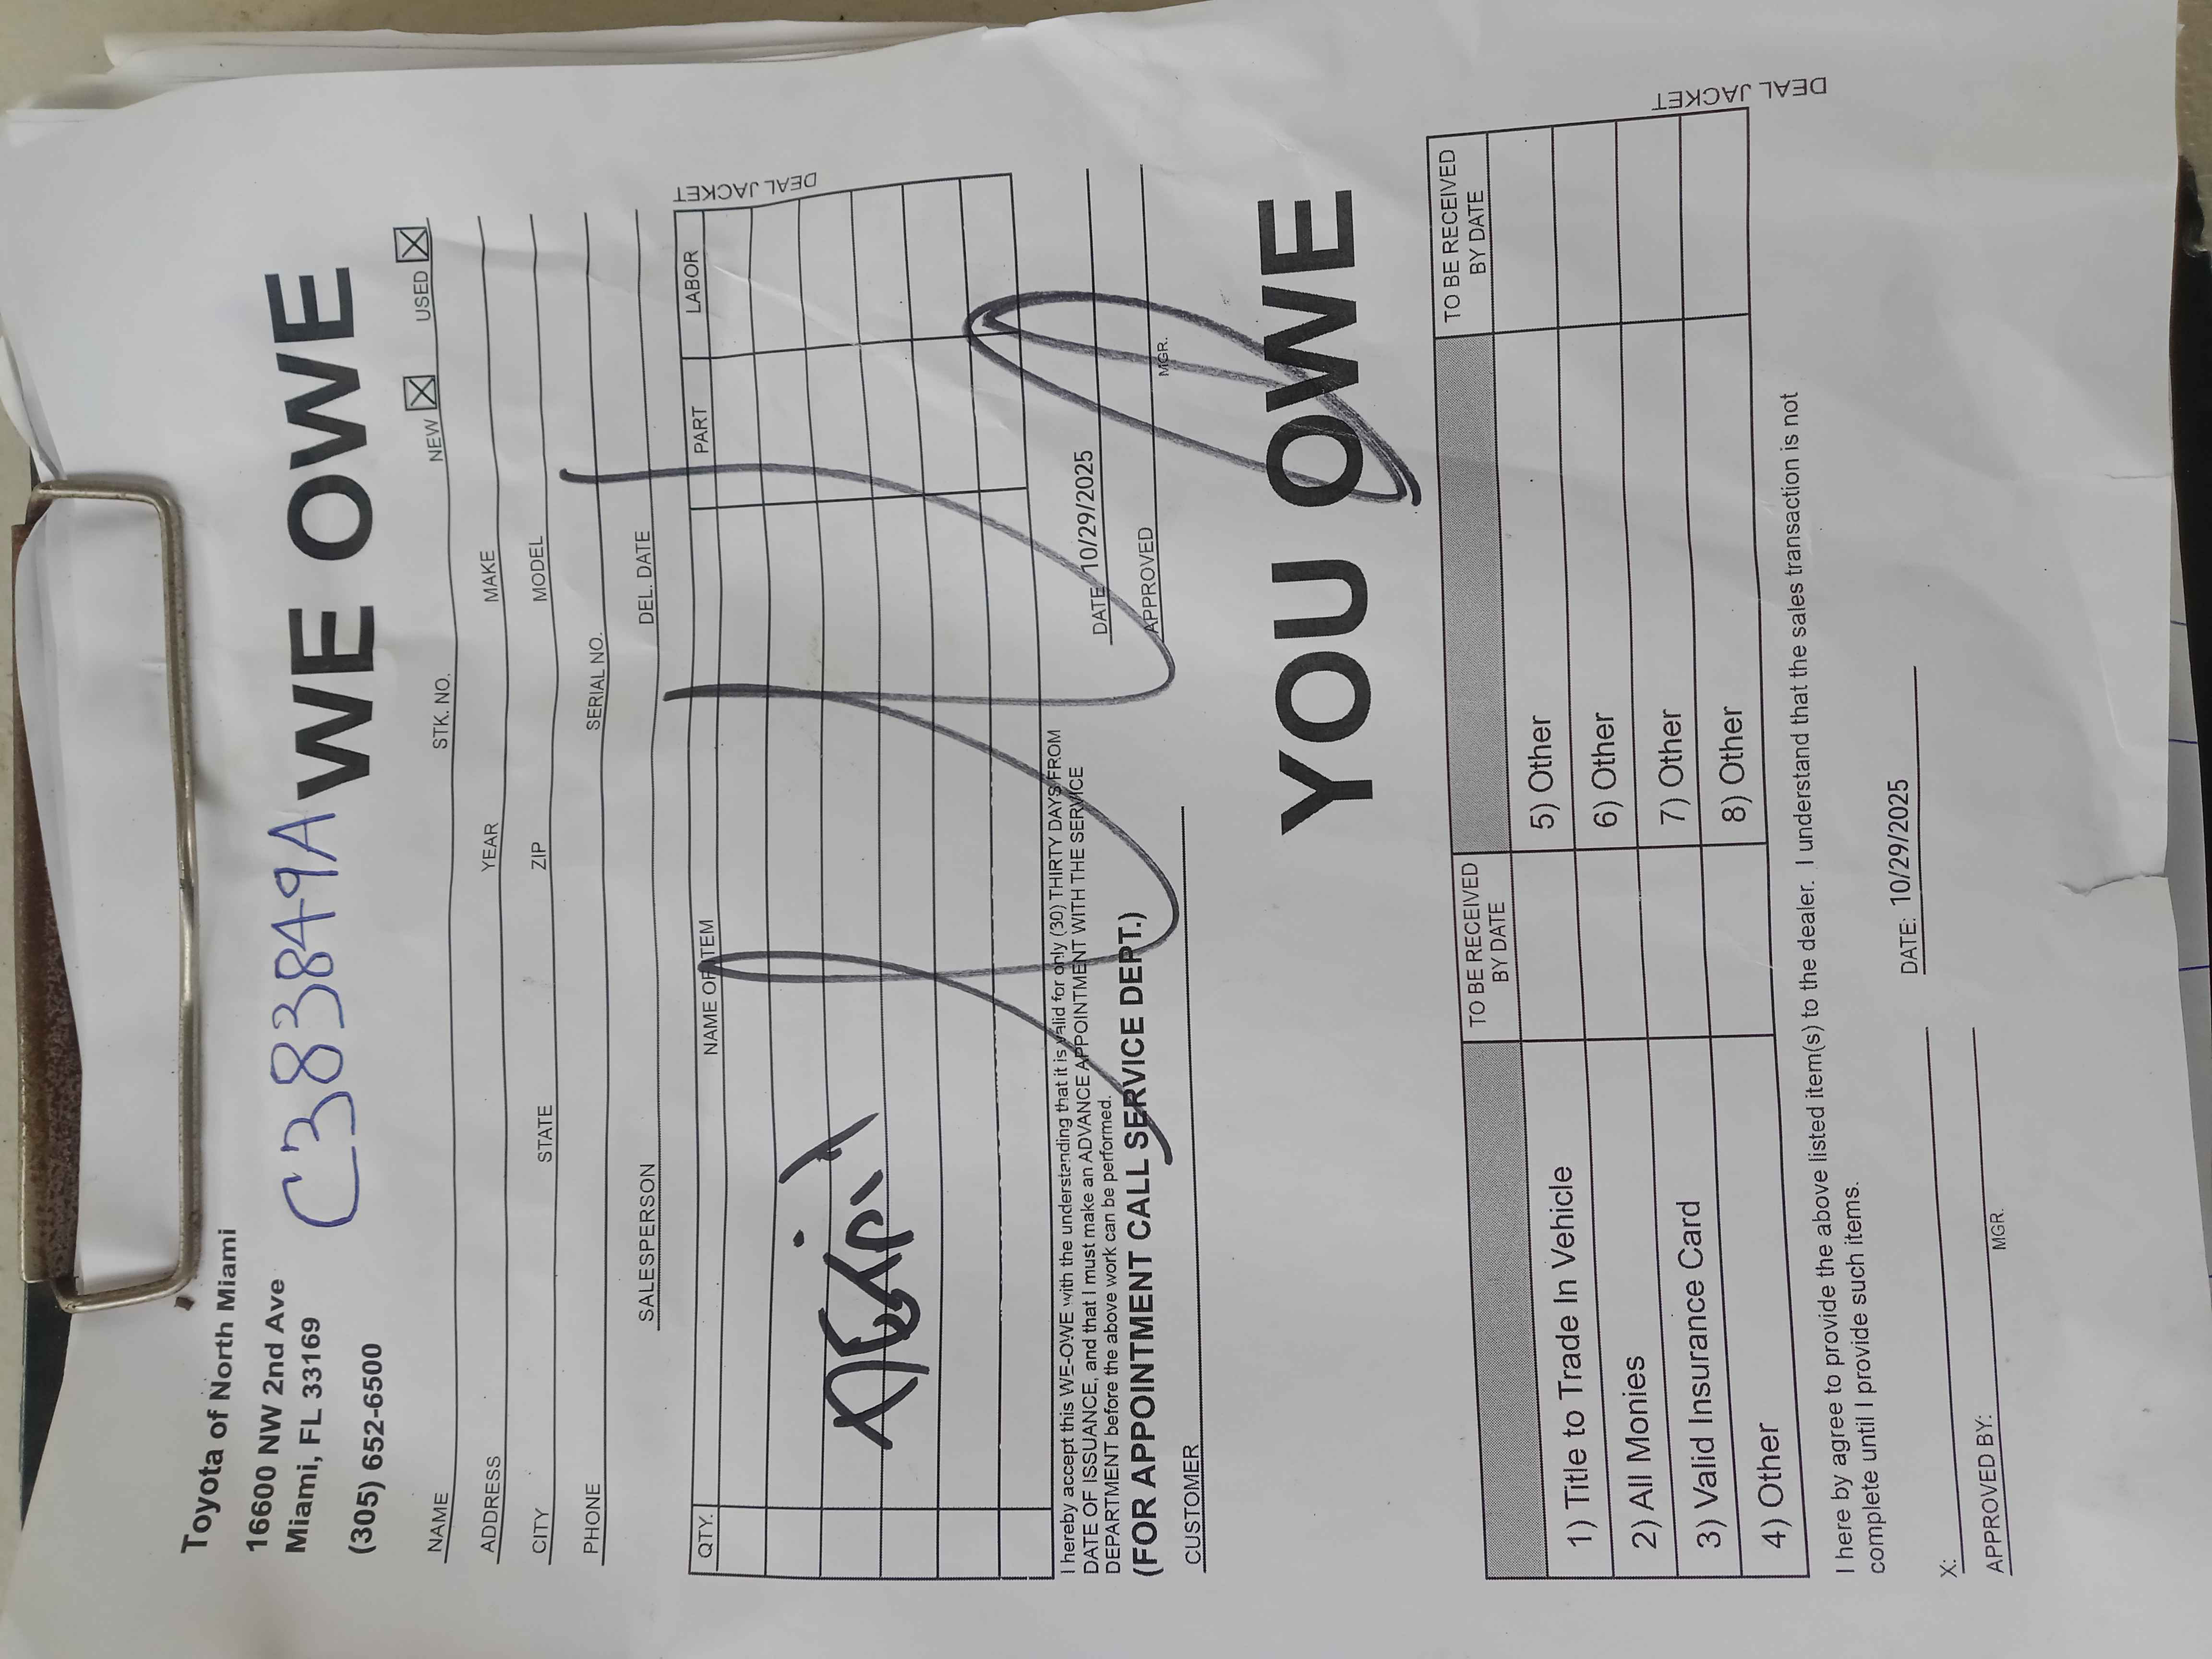 Toyota of North Miami
16600 NW 2nd Ave
Miami, FL 33169
(305) 652-6500
C383849A
WE OWE
NEW ☒ USED ☒
NAME STK. NO.
ADDRESS YEAR MAKE
CITY STATE ZIP MODEL
PHONE SERIAL NO.
SALESPERSON DEL. DATE
QTY. NAME OF ITEM PART LABOR
DEAL JACKET
I hereby accept this WE-OWE with the understanding that it is valid for only (30) THIRTY DAYS FROM
DATE OF ISSUANCE, and that I must make an ADVANCE APPOINTMENT WITH THE SERVICE
DEPARTMENT before the above work can be performed.
(FOR APPOINTMENT CALL SERVICE DEPT.)
DATE 10/29/2025
CUSTOMER
APPROVED MGR.
YOU OWE
TO BE RECEIVED BY DATE
TO BE RECEIVED BY DATE
1) Title to Trade In Vehicle 5) Other
2) All Monies 6) Other
3) Valid Insurance Card 7) Other
4) Other 8) Other
DEAL JACKET
I here by agree to provide the above listed item(s) to the dealer. I understand that the sales transaction is not
complete until I provide such items.
X: DATE: 10/29/2025
APPROVED BY: MGR.